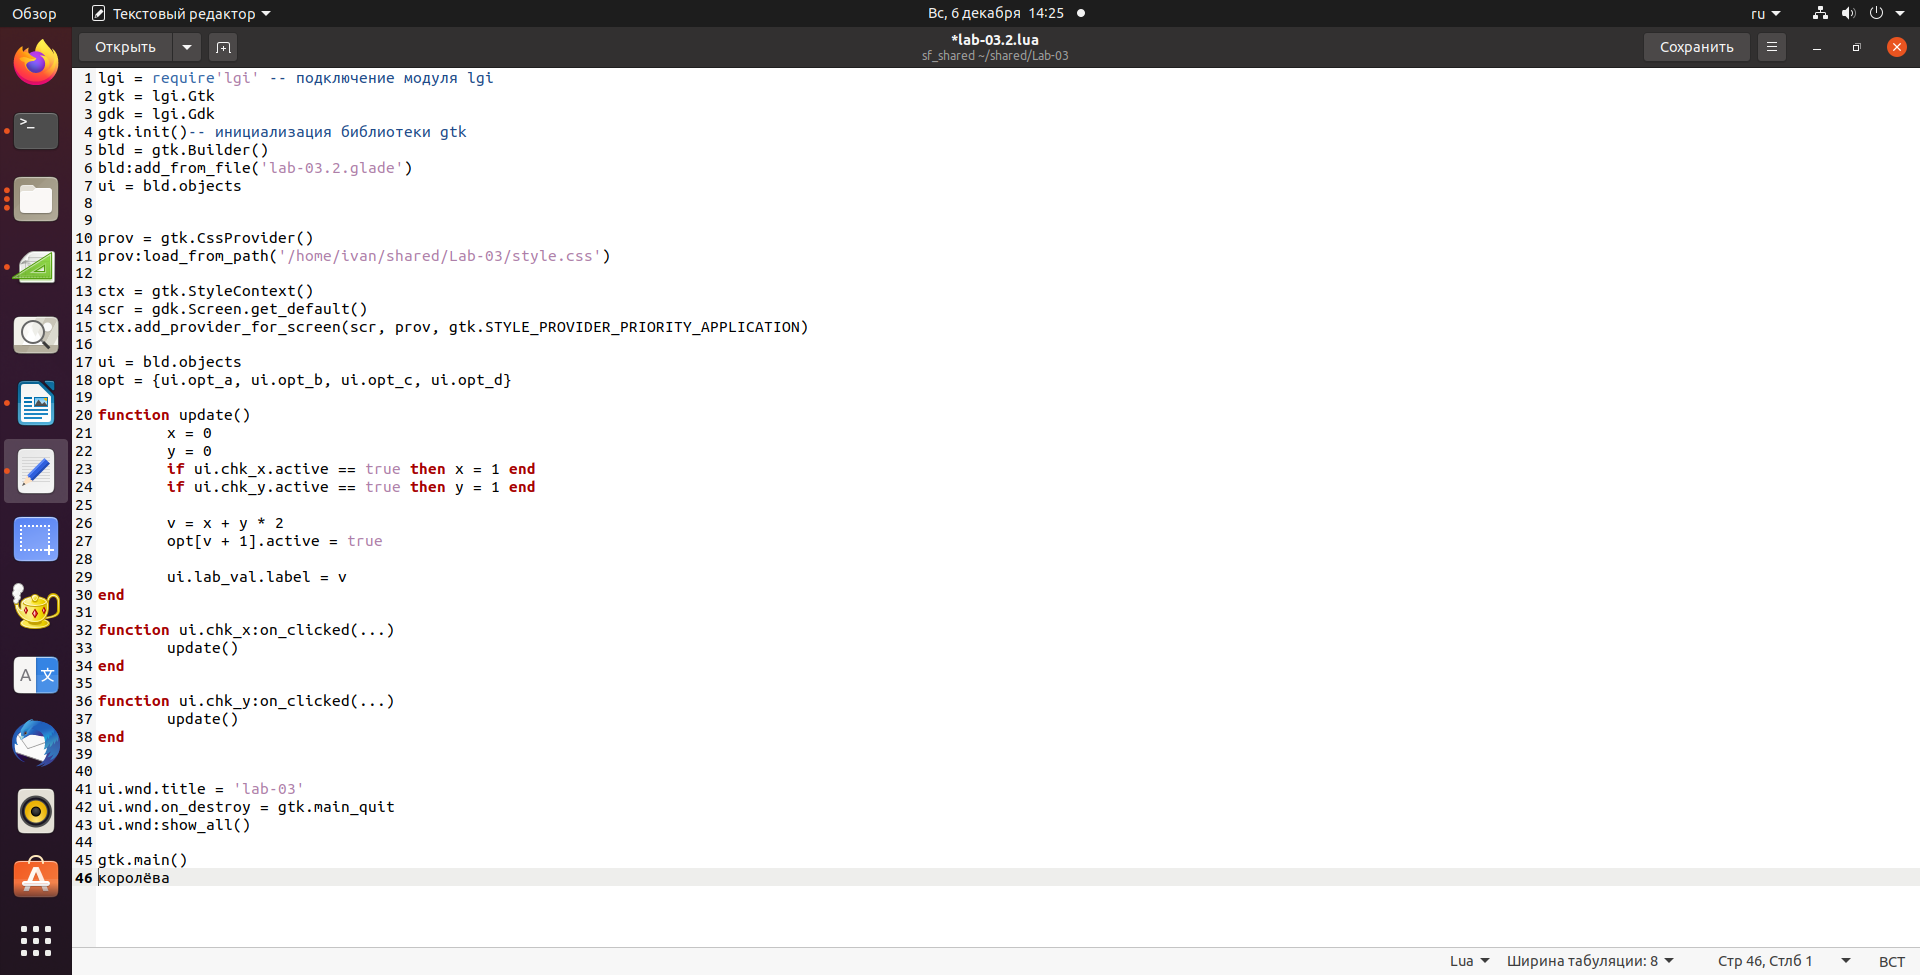 Обзор
Текстовый редактор
Вс, 6 декабря 14:25
ru
Открыть
*lab-03.2.lua
sf_shared ~/shared/Lab-03
Сохранить
1 lgi = require'lgi' -- подключение модуля lgi
2 gtk = lgi.Gtk
3 gdk = lgi.Gdk
4 gtk.init()-- инициализация библиотеки gtk
5 bld = gtk.Builder()
6 bld:add_from_file('lab-03.2.glade')
7 ui = bld.objects
8
9
10 prov = gtk.CssProvider()
11 prov:load_from_path('/home/ivan/shared/Lab-03/style.css')
12
13 ctx = gtk.StyleContext()
14 scr = gdk.Screen.get_default()
15 ctx.add_provider_for_screen(scr, prov, gtk.STYLE_PROVIDER_PRIORITY_APPLICATION)
16
17 ui = bld.objects
18 opt = {ui.opt_a, ui.opt_b, ui.opt_c, ui.opt_d}
19
20 function update()
21 x = 0
22 y = 0
23 if ui.chk_x.active == true then x = 1 end
24 if ui.chk_y.active == true then y = 1 end
25
26 v = x + y * 2
27 opt[v + 1].active = true
28
29 ui.lab_val.label = v
30 end
31
32 function ui.chk_x:on_clicked(...)
33 update()
34 end
35
36 function ui.chk_y:on_clicked(...)
37 update()
38 end
39
40
41 ui.wnd.title = 'lab-03'
42 ui.wnd.on_destroy = gtk.main_quit
43 ui.wnd:show_all()
44
45 gtk.main()
46 королёва
Lua
Ширина табуляции: 8
Стр 46, Стлб 1
ВСТ